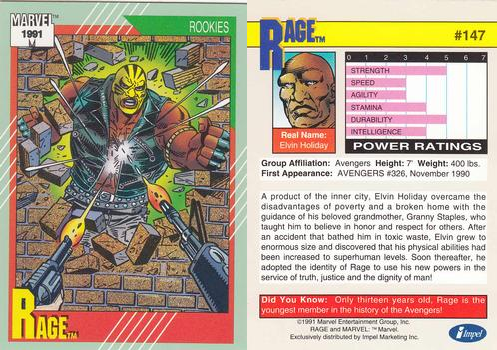 MARVEL™
1991
ROOKIES
RAGE™
RAGE™
#147
0 1 2 3 4 5 6 7
STRENGTH
SPEED
AGILITY
STAMINA
DURABILITY
INTELLIGENCE
POWER RATINGS
Real Name:
Elvin Holiday
Group Affiliation: Avengers Height: 7' Weight: 400 lbs.
First Appearance: AVENGERS #326, November 1990
A product of the inner city, Elvin Holiday overcame the
disadvantages of poverty and a broken home with the
guidance of his beloved grandmother, Granny Staples, who
taught him to believe in honor and respect for others. After
an accident that bathed him in toxic waste, Elvin grew to
enormous size and discovered that his physical abilities had
been increased to superhuman levels. Soon thereafter, he
adopted the identity of Rage to use his new powers in the
service of truth, justice and the dignity of man!
Did You Know: Only thirteen years old, Rage is the
youngest member in the history of the Avengers!
©1991 Marvel Entertainment Group, Inc.
RAGE and MARVEL: ™ Marvel.
Exclusively distributed by Impel Marketing Inc.
Impel